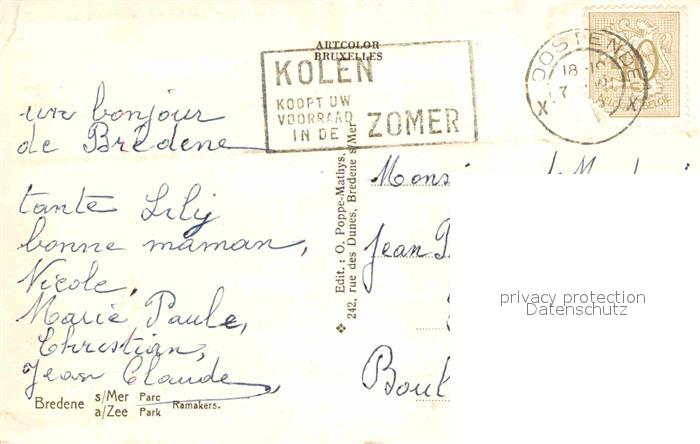 ARTCOLOR
BRUXELLES
KOLEN
KOOPT UW
VOORRAAD
IN DE ZOMER
OOSTENDE
18
7
X X
un bonjour
de Bredene
tante Lily
bonne maman,
Nicole,
Marie Paule,
Christian,
Jean Claude,
Bredene s/Mer Parc Ramakers.
a/Zee Park
Edit. : O. Poppe-Mathys,
242, rue des Dunes, Bredene s/Mer
Jean
privacy protection
Datenschutz